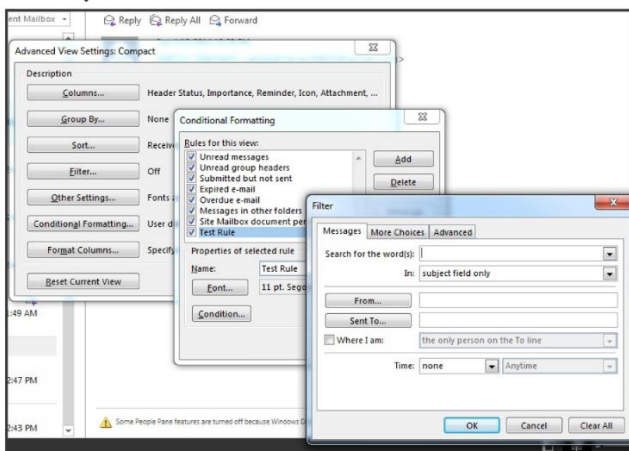 ent Mailbox
Reply Reply All Forward
Advanced View Settings: Compact
Description
Columns... Header Status, Importance, Reminder, Icon, Attachment, ...
Group By... None
Sort... Receive
Filter... Off
Other Settings... Fonts
Conditional Formatting... User d
Format Columns... Specify
Reset Current View
Conditional Formatting
Rules for this view:
Unread messages
Unread group headers
Submitted but not sent
Expired e-mail
Overdue e-mail
Messages in other folders
Site Mailbox document per
Test Rule
Add
Delete
Properties of selected rule
Name: Test Rule
Font... 11 pt. Sego
Condition...
Filter
Messages More Choices Advanced
Search for the word(s):
In: subject field only
From...
Sent To...
Where I am: the only person on the To line
Time: none Anytime
OK Cancel Clear All
:49 AM
2:47 PM
2:43 PM
Some People Pane features are turned off because Windows D